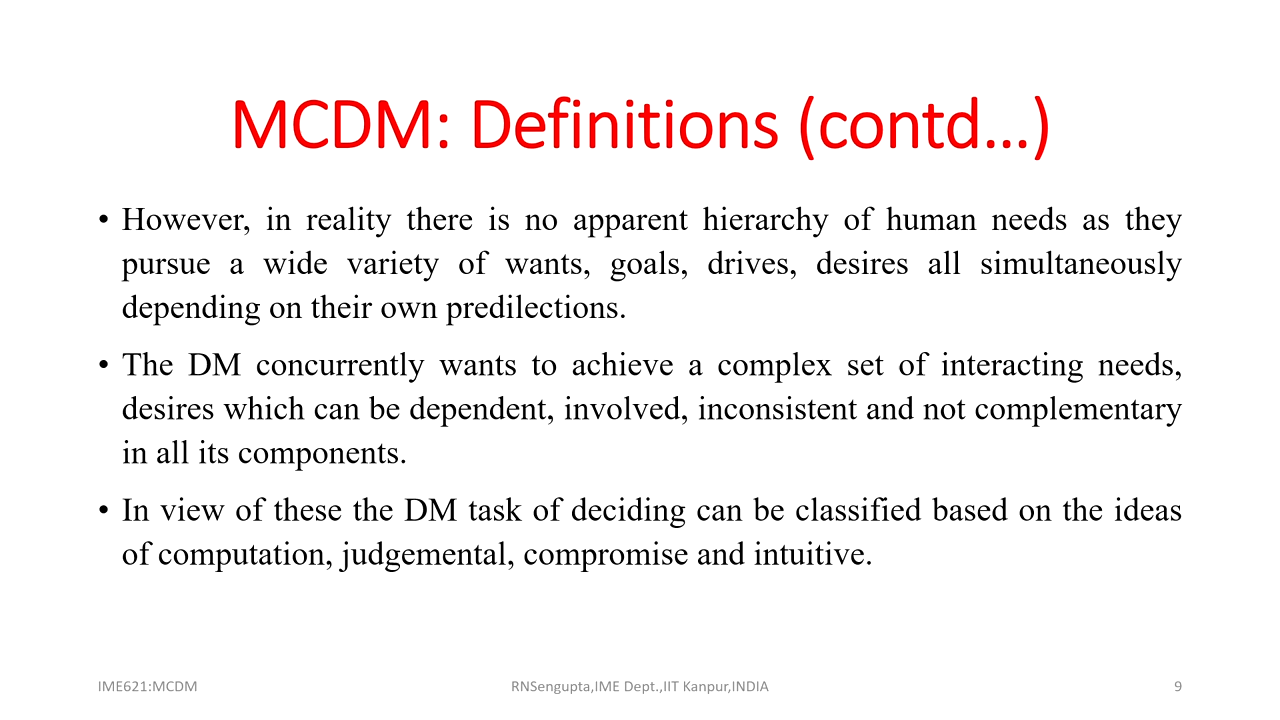 MCDM: Definitions (contd…)
• However, in reality there is no apparent hierarchy of human needs as they
pursue a wide variety of wants, goals, drives, desires all simultaneously
depending on their own predilections.
• The DM concurrently wants to achieve a complex set of interacting needs,
desires which can be dependent, involved, inconsistent and not complementary
in all its components.
• In view of these the DM task of deciding can be classified based on the ideas
of computation, judgemental, compromise and intuitive.
IME621:MCDM
RNSengupta,IME Dept.,IIT Kanpur,INDIA
9